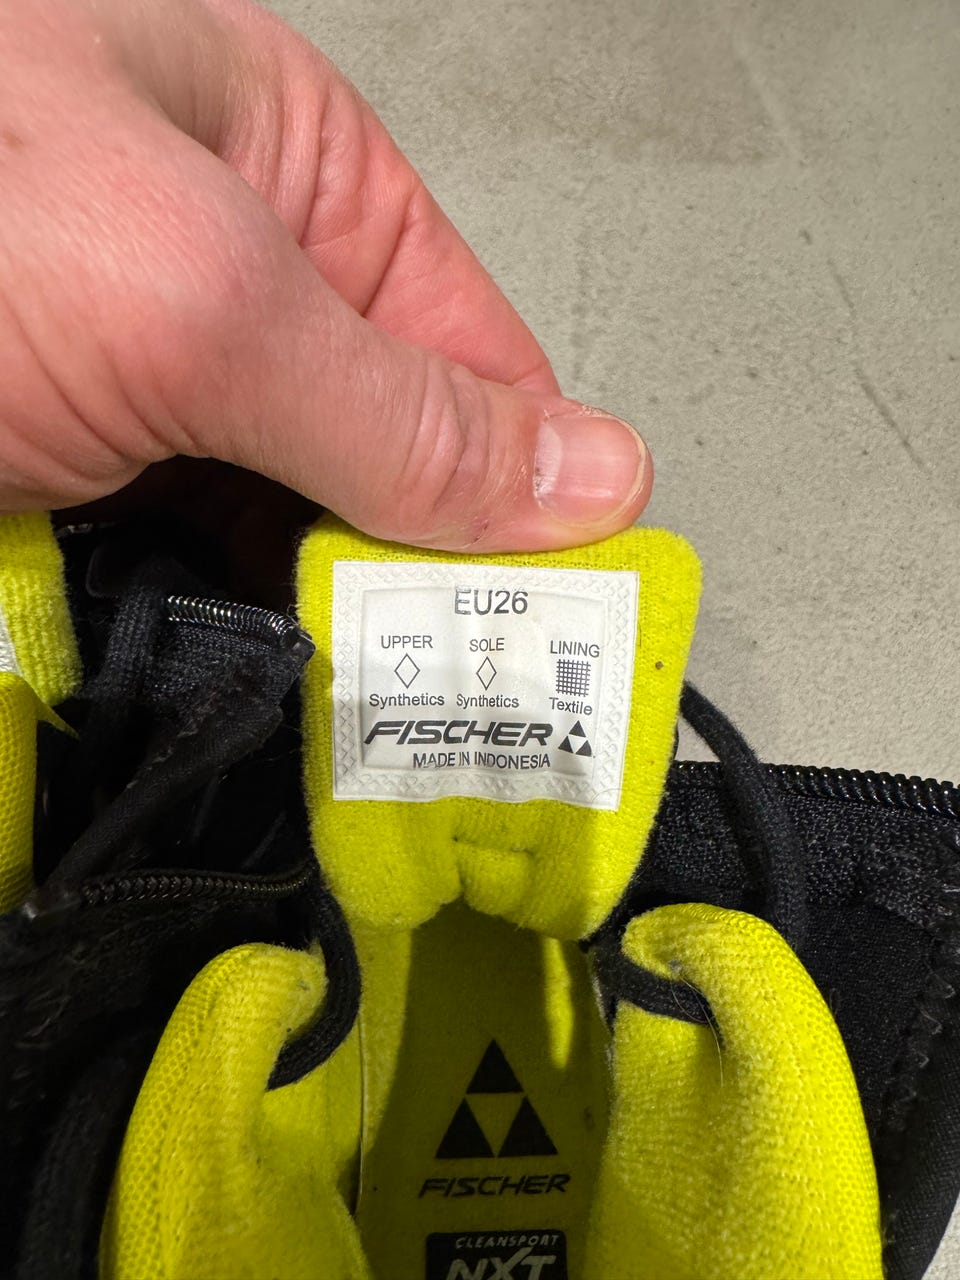 EU26
UPPER SOLE LINING
Synthetics Synthetics Textile
FISCHER
MADE IN INDONESIA
FISCHER
CLEANSPORT
NXT